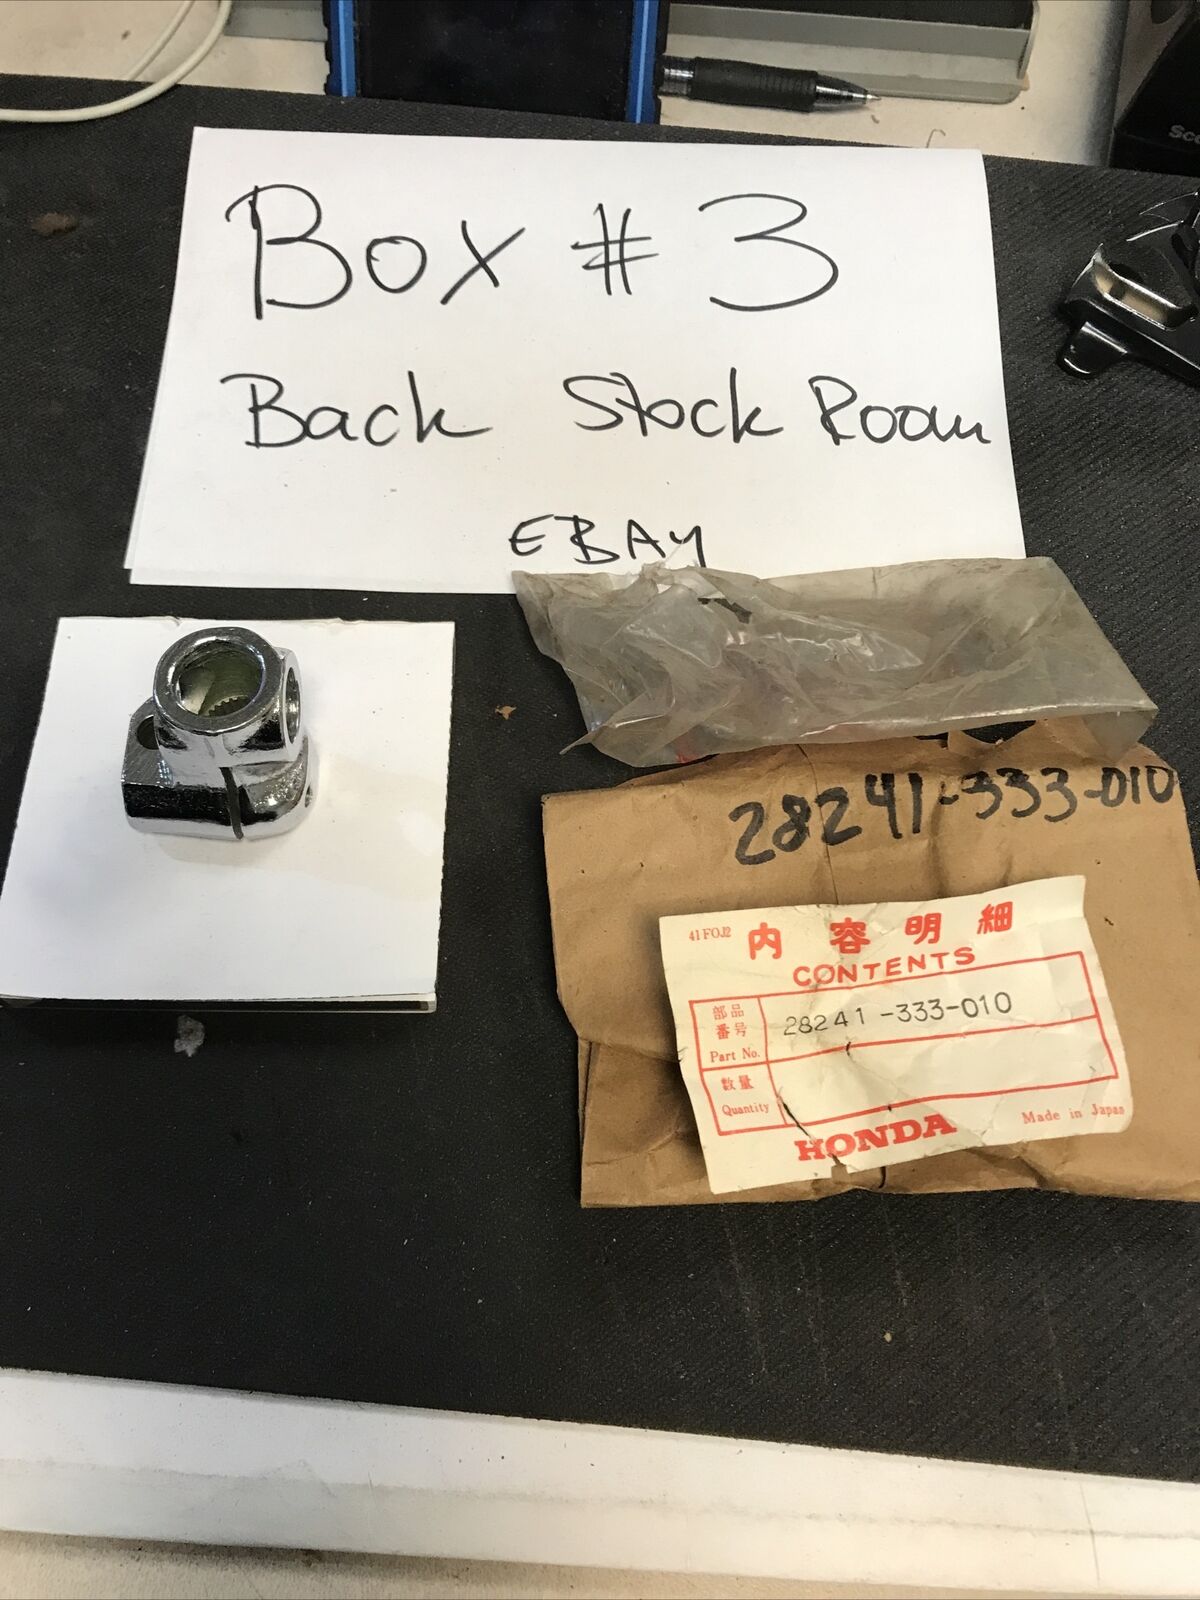 Box # 3
Back Stock Room
EBAY
28241-333-010
41FOJ2
内容明細
CONTENTS
部品番号
Part No.
28241-333-010
数量
Quantity
HONDA
Made in Japan